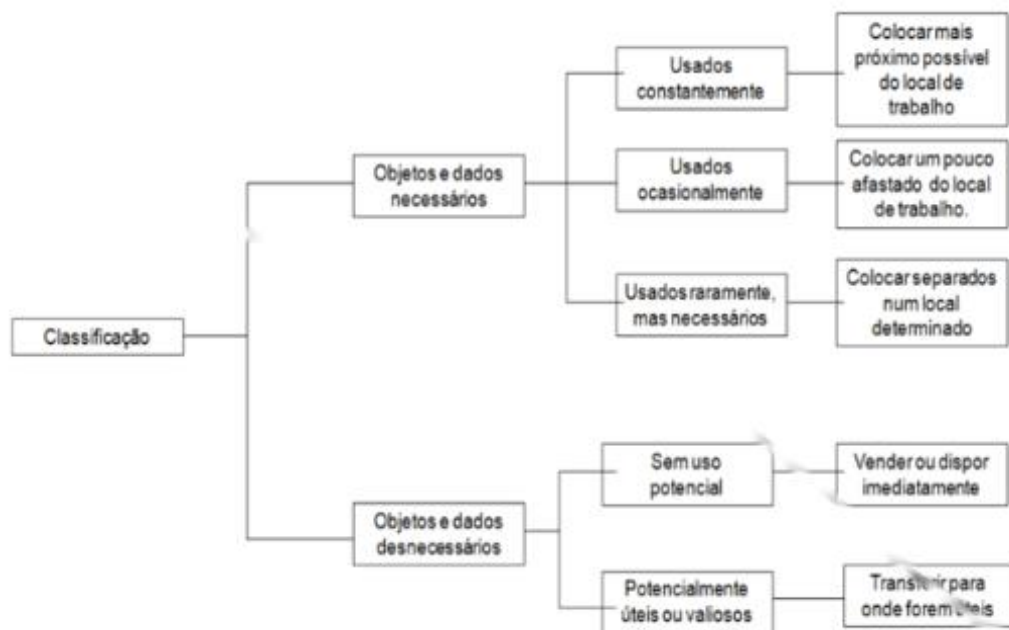 Classificação
Objetos e dados
necessários
Usados
constantemente
Colocar mais
próximo possível
do local de
trabalho
Usados
ocasionalmente
Colocar um pouco
afastado do local
de trabalho.
Usados raramente,
mas necessários
Colocar separados
num local
determinado
Objetos e dados
desnecessários
Sem uso
potencial
Vender ou dispor
imediatamente
Potencialmente
úteis ou valiosos
Transferir para
onde forem úteis